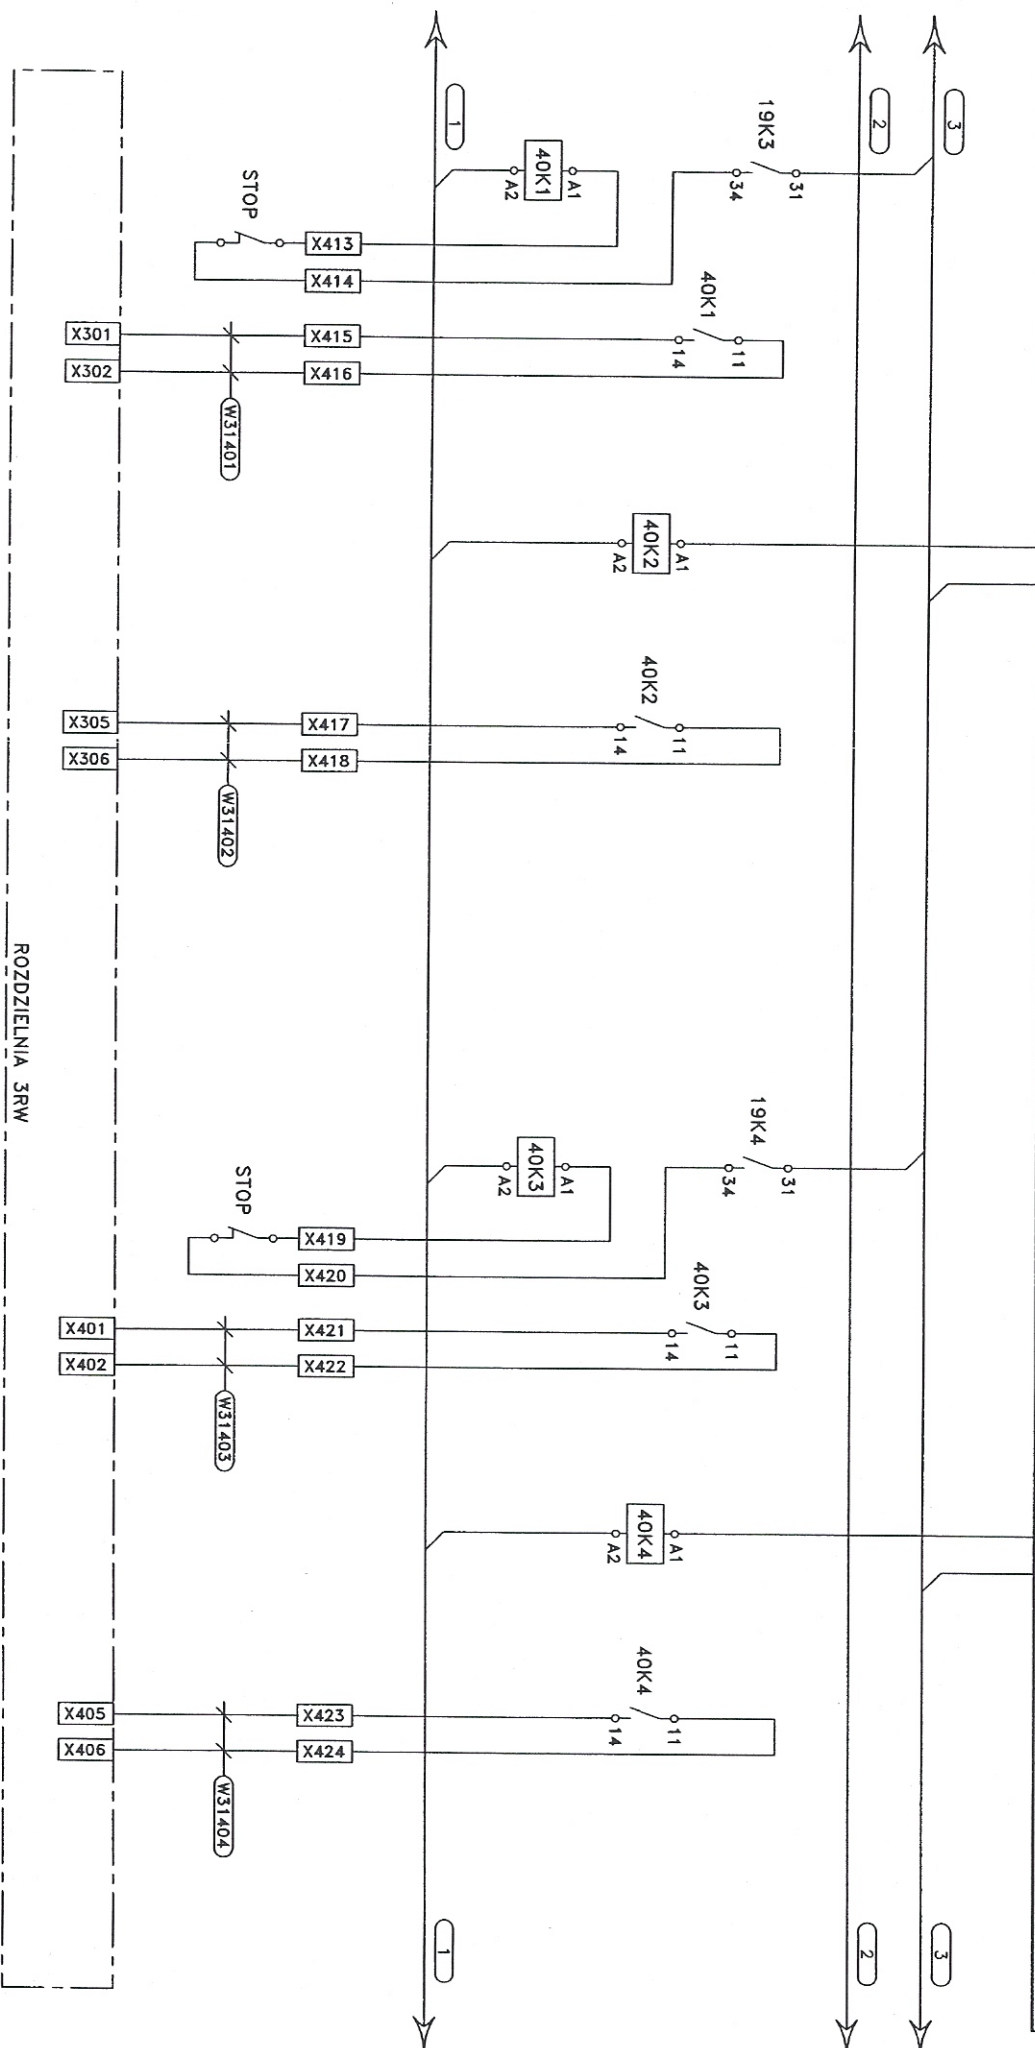 1
2
3
19K3
31
34
40K1
A1
A2
STOP
X413
X414
40K1
11
14
X301
X415
X302
X416
W31401
40K2
A1
A2
40K2
11
14
X305
X417
X306
X418
W31402
ROZDZIELNIA 3RW
19K4
31
34
40K3
A1
A2
STOP
X419
X420
40K3
11
14
X401
X421
X402
X422
W31403
40K4
A1
A2
40K4
11
14
X405
X423
X406
X424
W31404
1
2
3